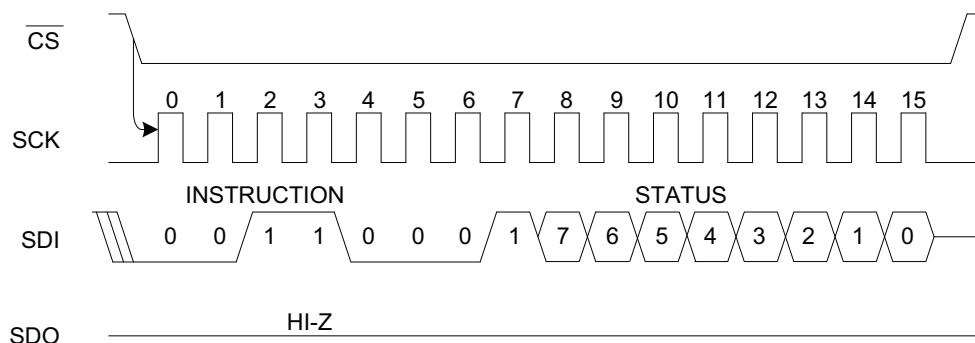 CS
0 1 2 3 4 5 6 7 8 9 10 11 12 13 14 15
SCK
INSTRUCTION STATUS
SDI 0 0 1 1 0 0 0 1 7 6 5 4 3 2 1 0
HI-Z
SDO